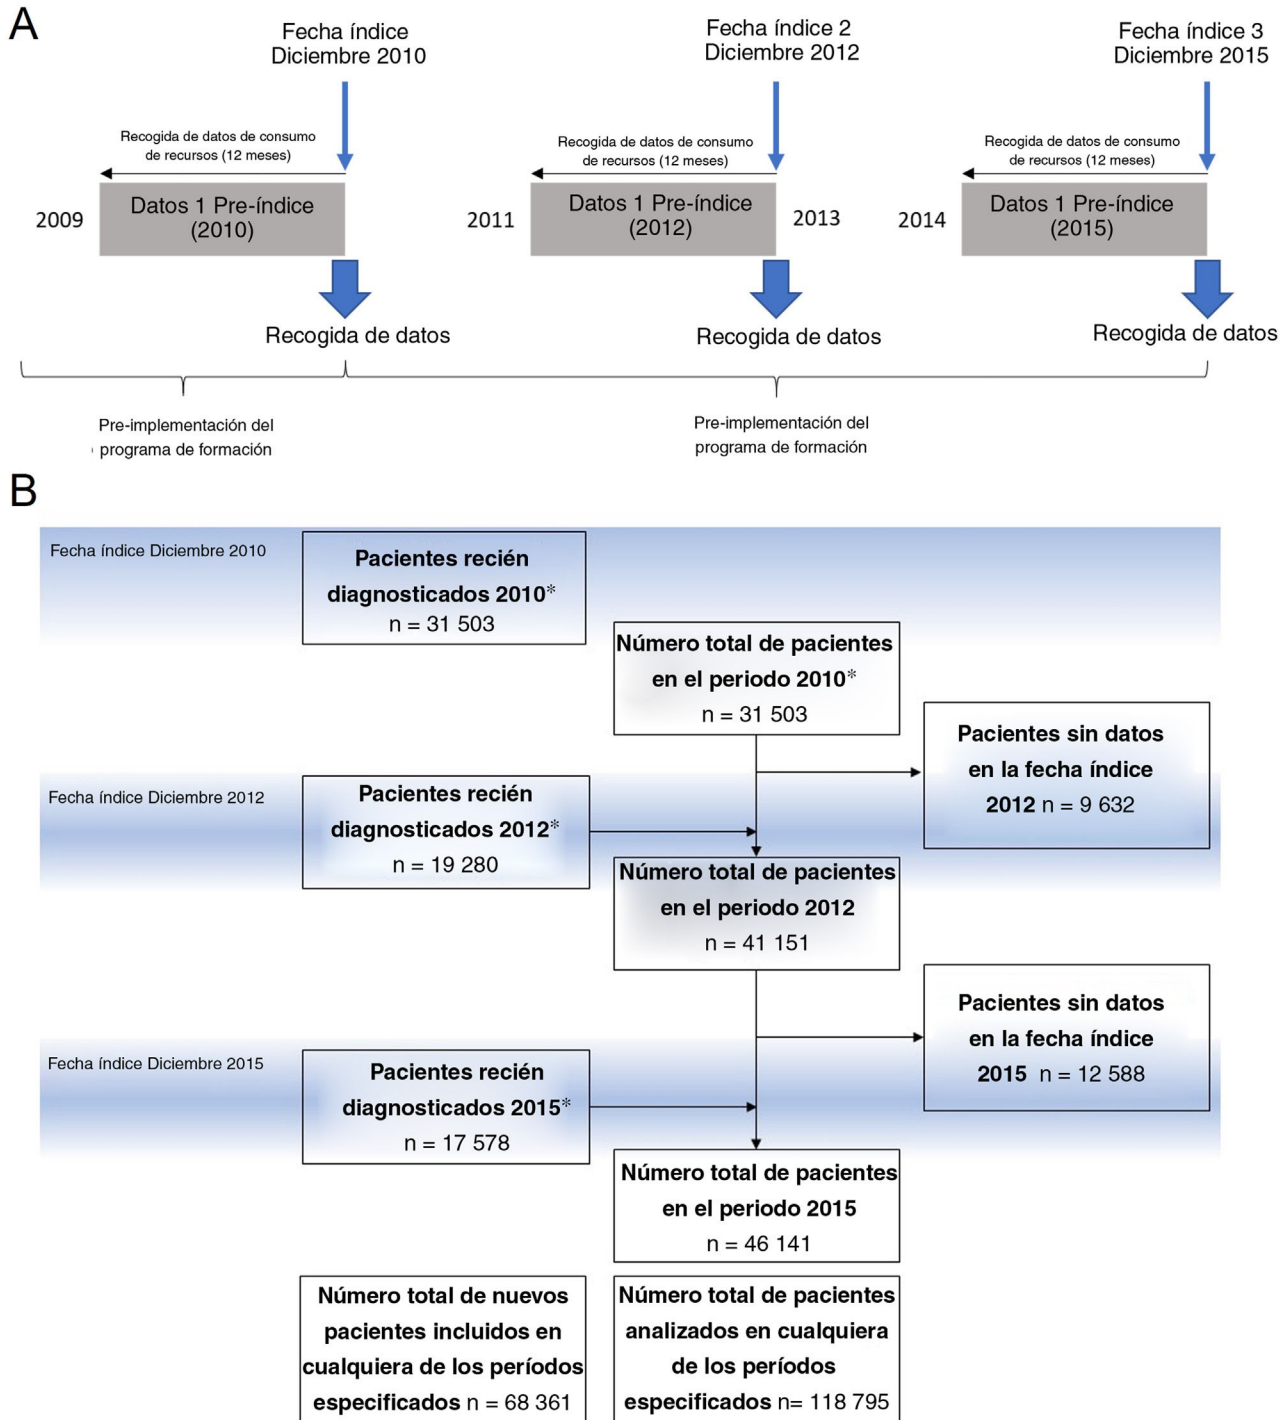 A
Fecha índice
Diciembre 2010
Fecha índice 2
Diciembre 2012
Fecha índice 3
Diciembre 2015
Recogida de datos de consumo
de recursos (12 meses)
Recogida de datos de consumo
de recursos (12 meses)
Recogida de datos de consumo
de recursos (12 meses)
2009
Datos 1 Pre-índice
(2010)
2011
Datos 1 Pre-índice
(2012)
2013
2014
Datos 1 Pre-índice
(2015)
Recogida de datos
Recogida de datos
Recogida de datos
Pre-implementación del
programa de formación
Pre-implementación del
programa de formación
B
Fecha índice Diciembre 2010
Pacientes recién
diagnosticados 2010*
n = 31 503
Número total de pacientes
en el periodo 2010*
n = 31 503
Pacientes sin datos
en la fecha índice
2012 n = 9 632
Fecha índice Diciembre 2012
Pacientes recién
diagnosticados 2012*
n = 19 280
Número total de pacientes
en el periodo 2012
n = 41 151
Pacientes sin datos
en la fecha índice
2015 n = 12 588
Fecha índice Diciembre 2015
Pacientes recién
diagnosticados 2015*
n = 17 578
Número total de pacientes
en el periodo 2015
n = 46 141
Número total de nuevos
pacientes incluidos en
cualquiera de los períodos
especificados n = 68 361
Número total de pacientes
analizados en cualquiera
de los períodos
especificados n= 118 795